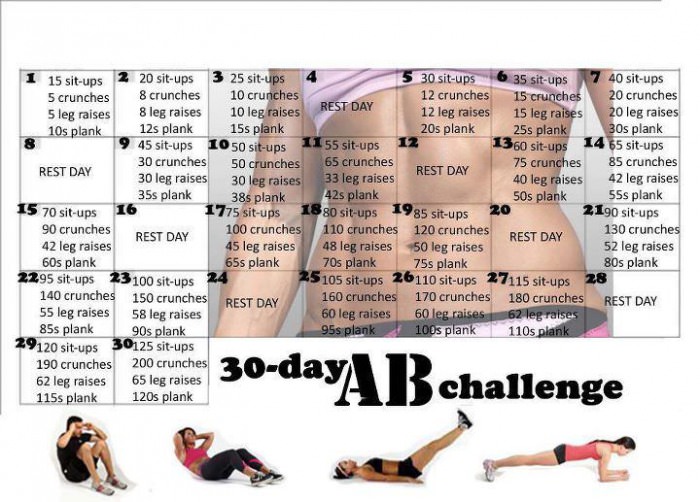 1 15 sit-ups
5 crunches
5 leg raises
10s plank
2 20 sit-ups
8 crunches
8 leg raises
12s plank
3 25 sit-ups
10 crunches
10 leg raises
15s plank
4
REST DAY
5 30 sit-ups
12 crunches
12 leg raises
20s plank
6 35 sit-ups
15 crunches
15 leg raises
25s plank
7 40 sit-ups
20 crunches
20 leg raises
30s plank
8
REST DAY
9 45 sit-ups
30 crunches
30 leg raises
35s plank
10 50 sit-ups
50 crunches
30 leg raises
38s plank
11 55 sit-ups
65 crunches
33 leg raises
42s plank
12
REST DAY
13 60 sit-ups
75 crunches
40 leg raises
50s plank
14 65 sit-ups
85 crunches
42 leg raises
55s plank
15 70 sit-ups
90 crunches
42 leg raises
60s plank
16
REST DAY
17 75 sit-ups
100 crunches
45 leg raises
65s plank
18 80 sit-ups
110 crunches
48 leg raises
70s plank
19 85 sit-ups
120 crunches
50 leg raises
75s plank
20
REST DAY
21 90 sit-ups
130 crunches
52 leg raises
80s plank
22 95 sit-ups
140 crunches
55 leg raises
85s plank
23 100 sit-ups
150 crunches
58 leg raises
90s plank
24
REST DAY
25 105 sit-ups
160 crunches
60 leg raises
95s plank
26 110 sit-ups
170 crunches
60 leg raises
100s plank
27 115 sit-ups
180 crunches
62 leg raises
110s plank
28
REST DAY
29 120 sit-ups
190 crunches
62 leg raises
115s plank
30 125 sit-ups
200 crunches
65 leg raises
120s plank
30-day AB challenge